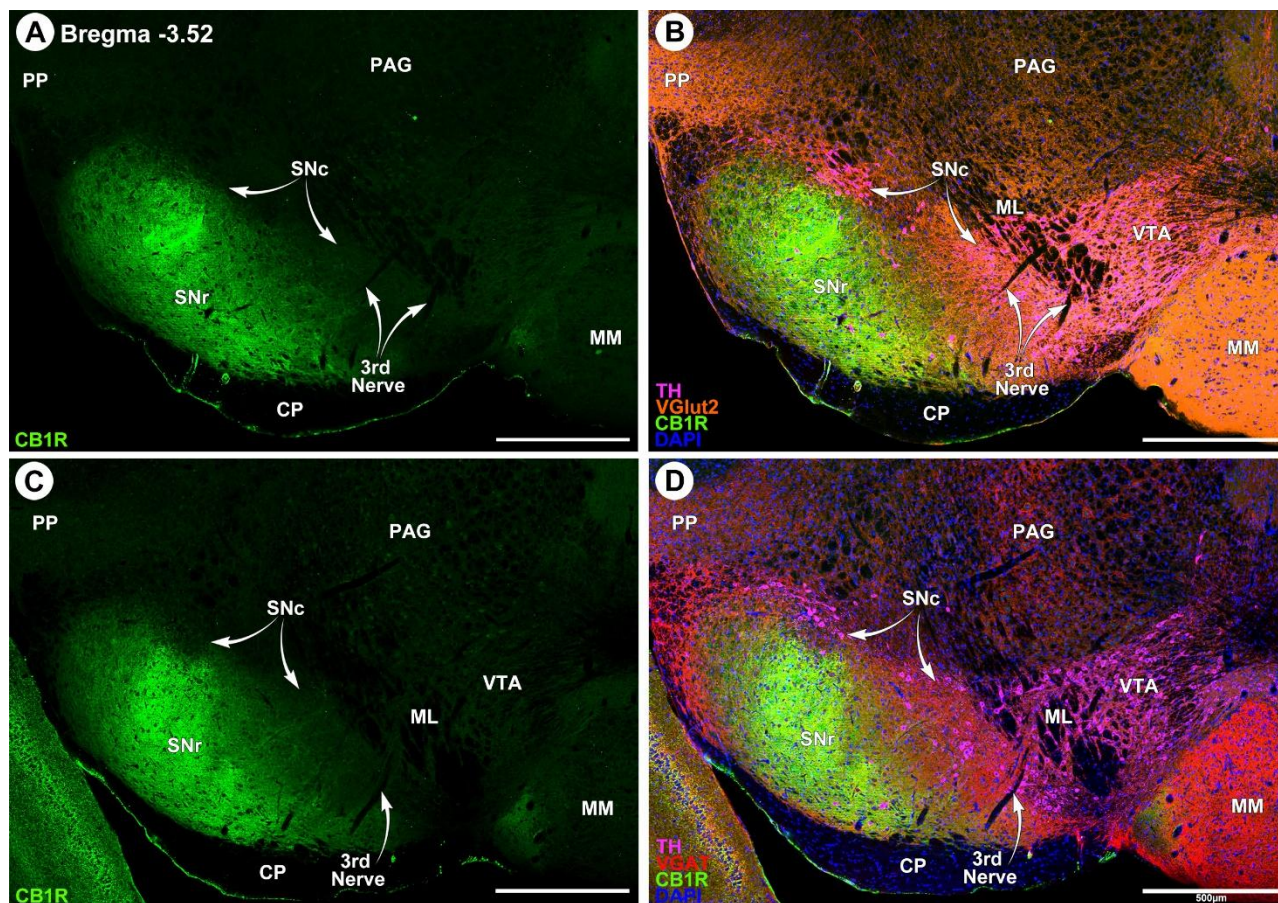 A Bregma -3.52
PAG
PP
SNc
SNr
3rd
Nerve
MM
CP
CB1R
B
PAG
PP
SNc
ML
VTA
SNr
3rd
Nerve
MM
TH
VGlut2
CB1R
DAPI
CP
C
PP
PAG
SNc
VTA
ML
SNr
MM
CP
3rd
Nerve
CB1R
D
PP
PAG
SNc
VTA
ML
SNr
MM
TH
VGAT
CB1R
DAPI
CP
3rd
Nerve
500µm